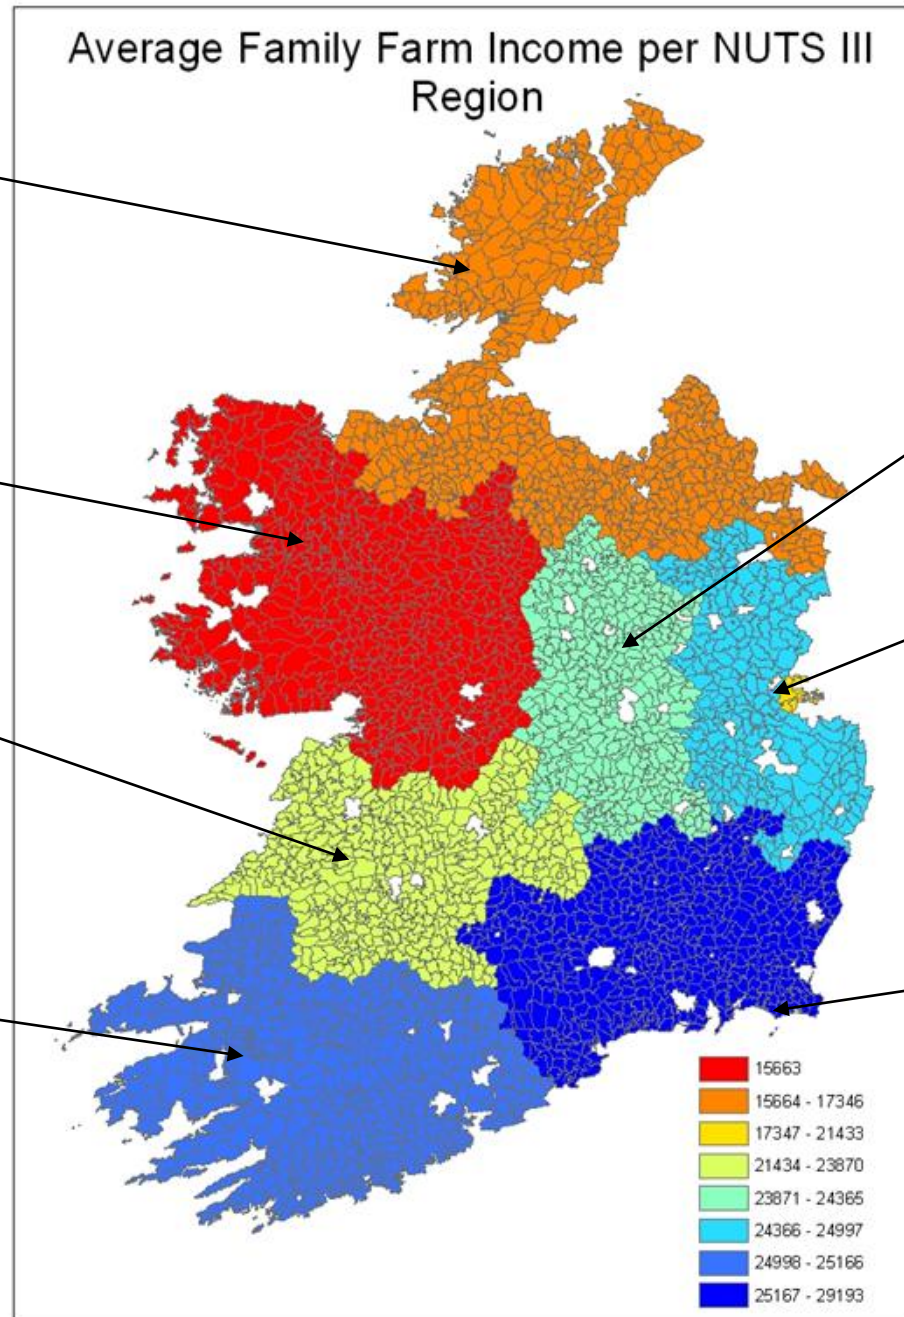 Average Family Farm Income per NUTS III
Region
15663
15664 - 17346
17347 - 21433
21434 - 23870
23871 - 24365
24366 - 24997
24998 - 25166
25167 - 29193